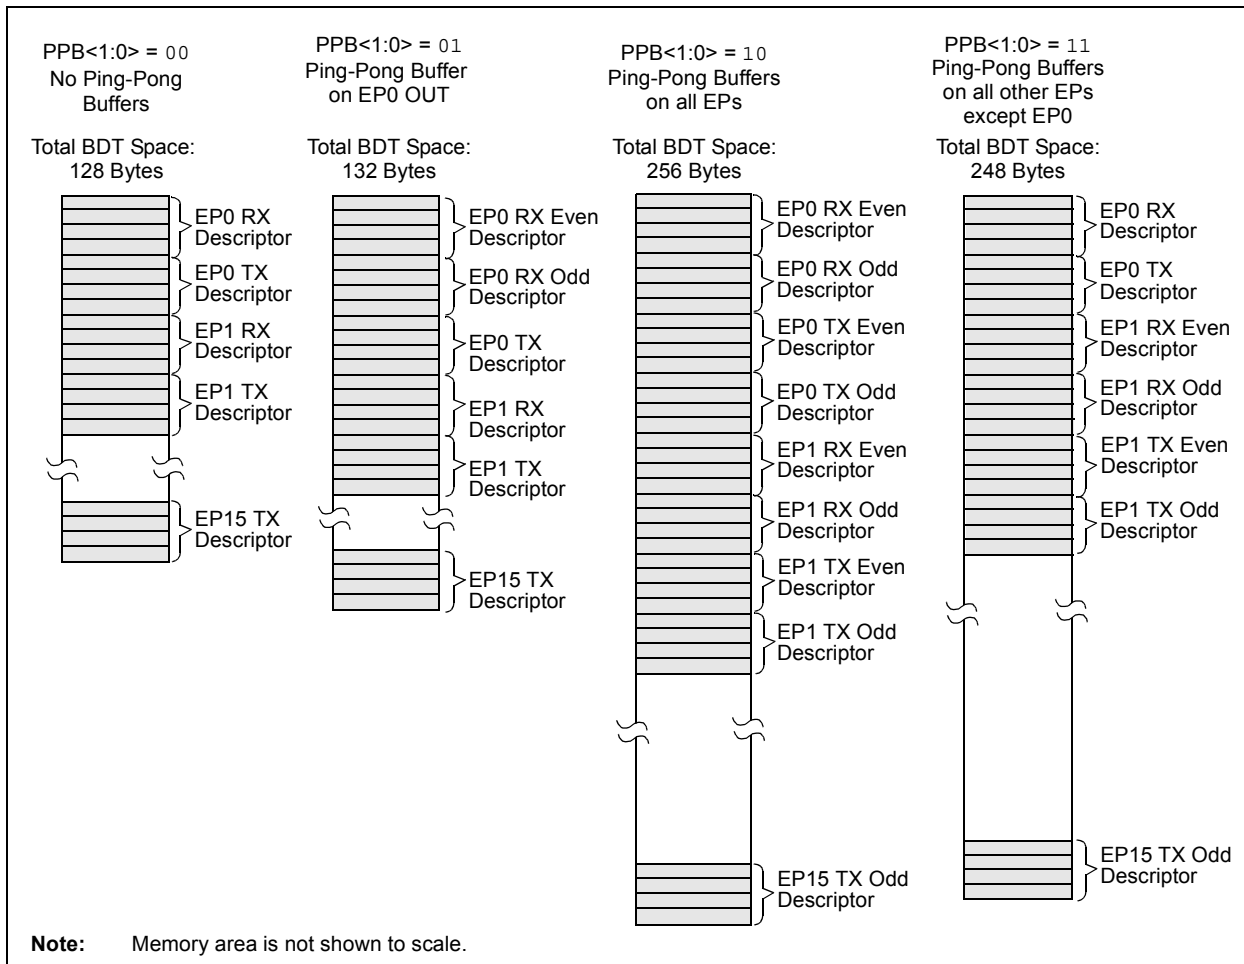 PPB<1:0> = 00
No Ping-Pong
Buffers
Total BDT Space:
128 Bytes
EP0 RX
Descriptor
EP0 TX
Descriptor
EP1 RX
Descriptor
EP1 TX
Descriptor
EP15 TX
Descriptor
PPB<1:0> = 01
Ping-Pong Buffer
on EP0 OUT
Total BDT Space:
132 Bytes
EP0 RX Even
Descriptor
EP0 RX Odd
Descriptor
EP0 TX
Descriptor
EP1 RX
Descriptor
EP1 TX
Descriptor
EP15 TX
Descriptor
PPB<1:0> = 10
Ping-Pong Buffers
on all EPs
Total BDT Space:
256 Bytes
EP0 RX Even
Descriptor
EP0 RX Odd
Descriptor
EP0 TX Even
Descriptor
EP0 TX Odd
Descriptor
EP1 RX Even
Descriptor
EP1 RX Odd
Descriptor
EP1 TX Even
Descriptor
EP1 TX Odd
Descriptor
EP15 TX Odd
Descriptor
PPB<1:0> = 11
Ping-Pong Buffers
on all other EPs
except EP0
Total BDT Space:
248 Bytes
EP0 RX
Descriptor
EP0 TX
Descriptor
EP1 RX Even
Descriptor
EP1 RX Odd
Descriptor
EP1 TX Even
Descriptor
EP1 TX Odd
Descriptor
EP15 TX Odd
Descriptor
Note: Memory area is not shown to scale.